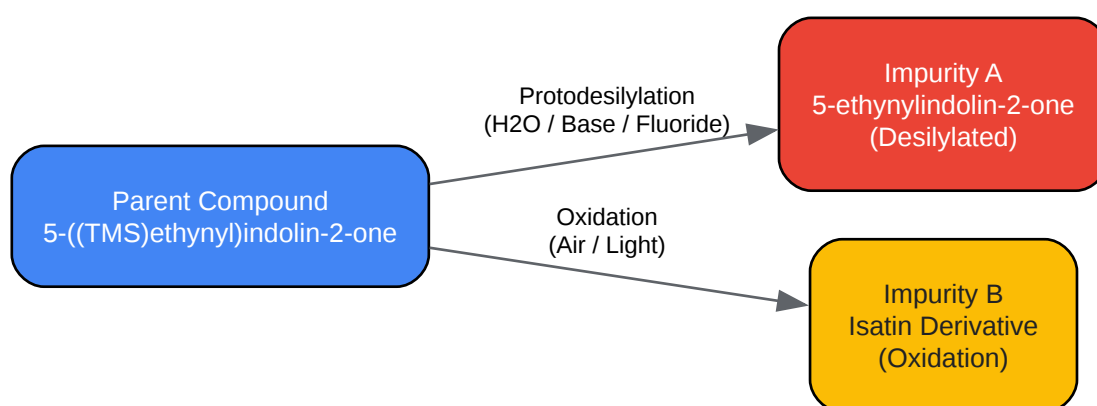 Parent Compound
5-((TMS)ethynyl)indolin-2-one
Protodesilylation
(H2O / Base / Fluoride)
Impurity A
5-ethynylindolin-2-one
(Desilylated)
Oxidation
(Air / Light)
Impurity B
Isatin Derivative
(Oxidation)